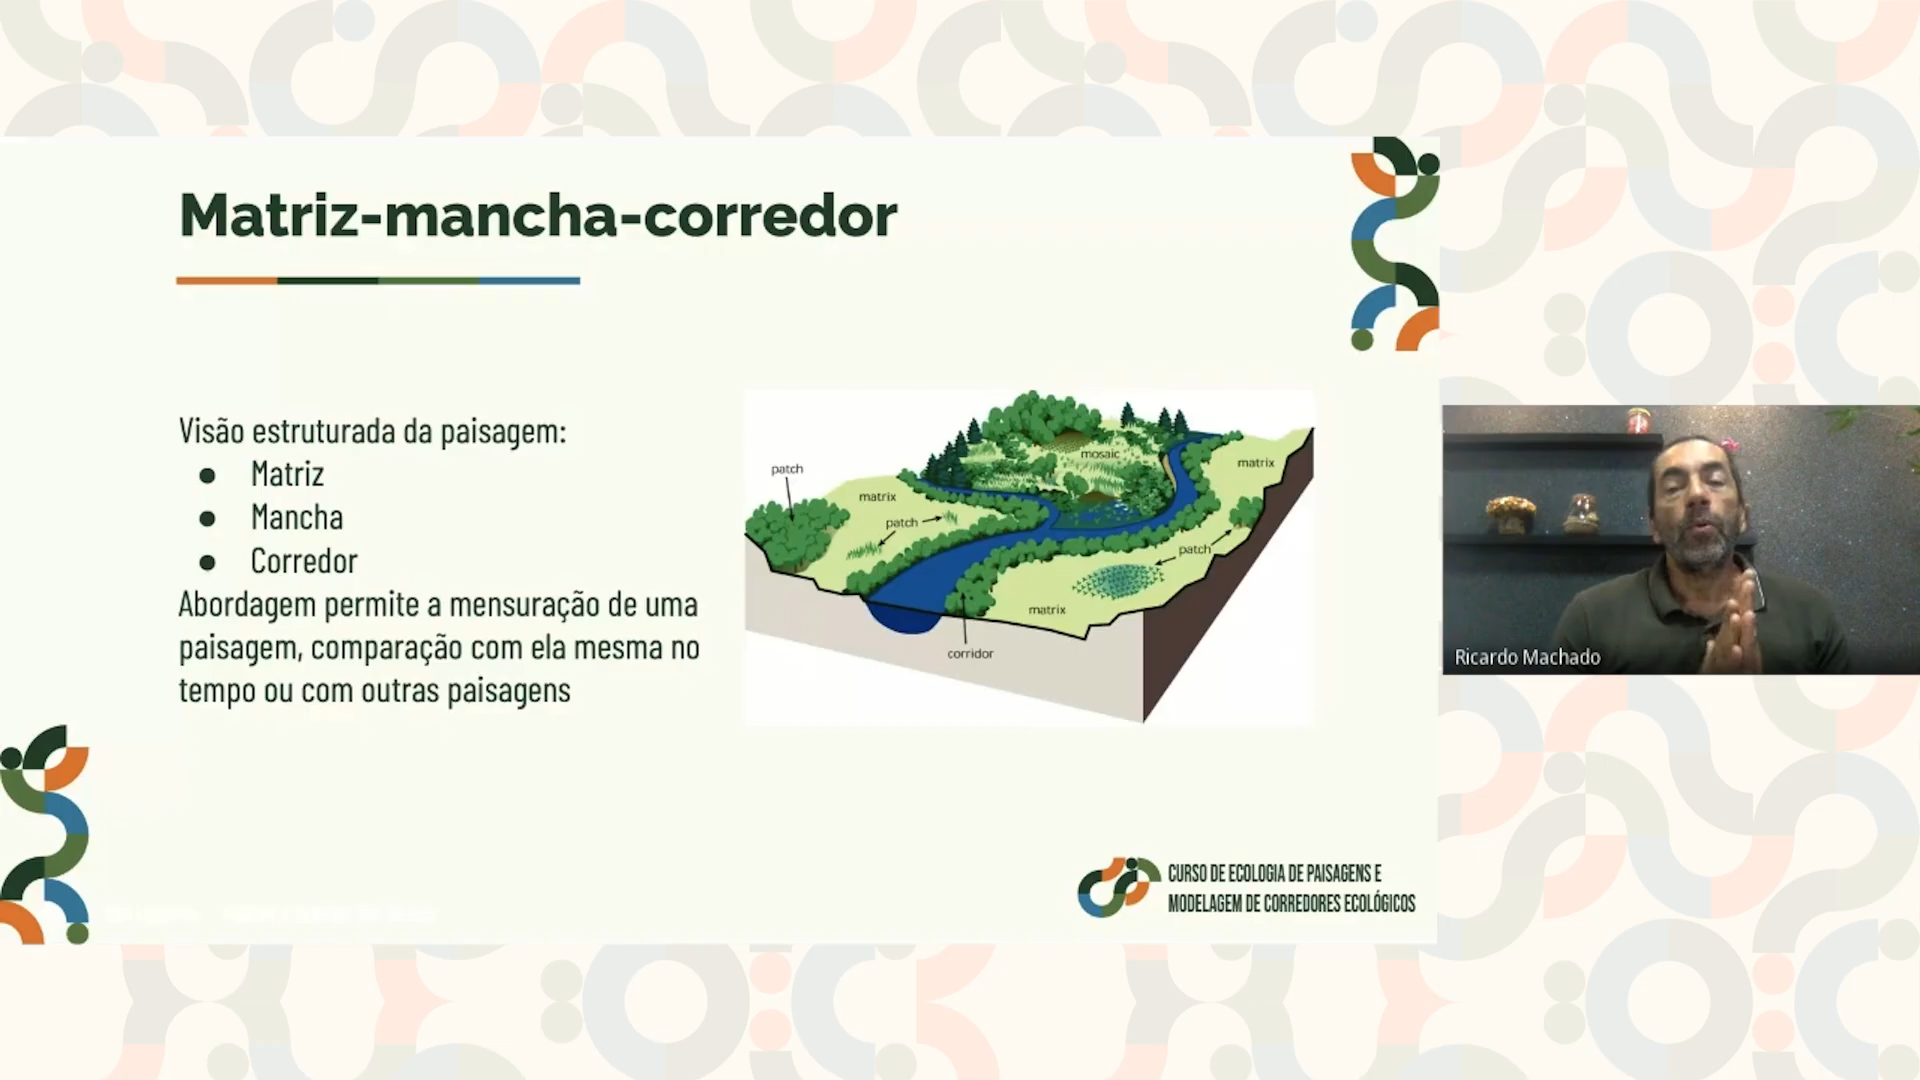 Matriz-mancha-corredor
Visão estruturada da paisagem:
● Matriz
● Mancha
● Corredor
Abordagem permite a mensuração de uma
paisagem, comparação com ela mesma no
tempo ou com outras paisagens
patch
matrix
patch
mosaic
matrix
patch
matrix
corridor
Ricardo Machado
CURSO DE ECOLOGIA DE PAISAGENS E
MODELAGEM DE CORREDORES ECOLÓGICOS